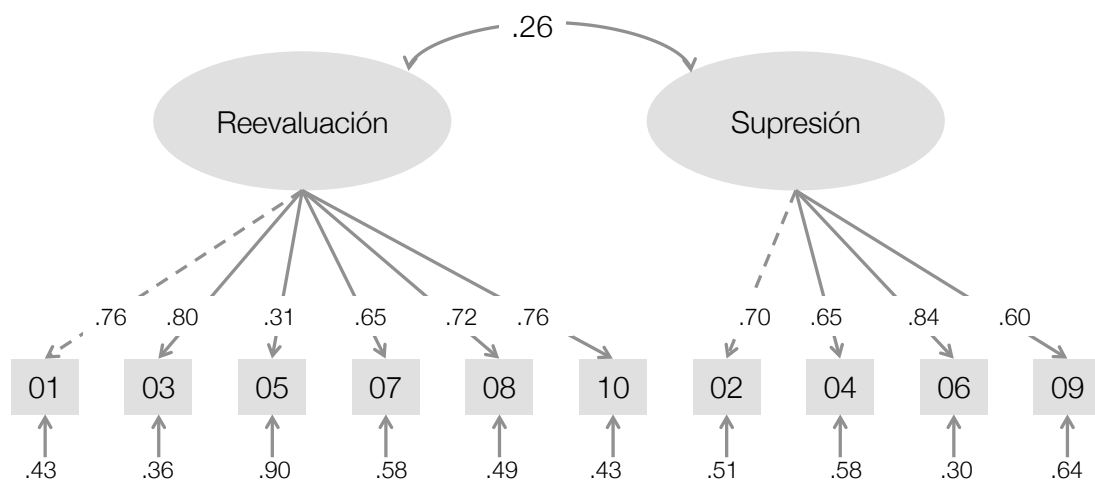 .26
Reevaluación Supresión
.76 .80 .31 .65 .72 .76 .70 .65 .84 .60
01 03 05 07 08 10 02 04 06 09
.43 .36 .90 .58 .49 .43 .51 .58 .30 .64